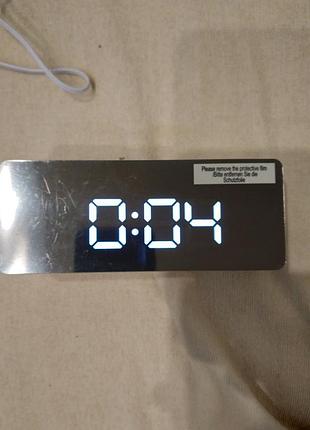 Please remove the protective film
/Bitte entfernen Sie die
Schutzfolie
0:04